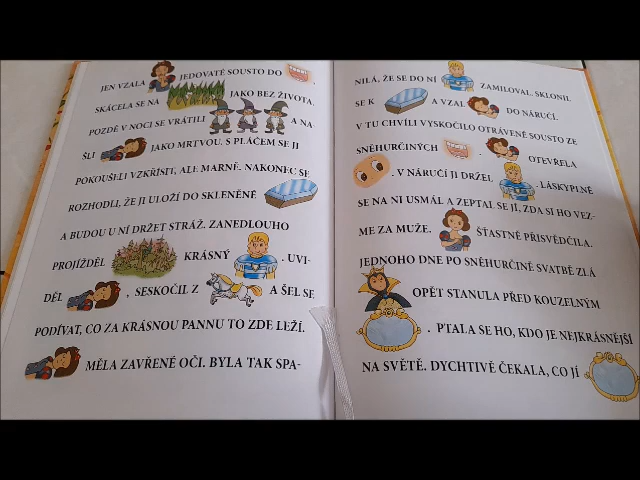 JEN VZALA JEDOVATÉ SOUSTO DO .
SKÁCELA SE NA JAKO BEZ ŽIVOTA.
POZDĚ V NOCI SE VRÁTILI A NA-
ŠLI JAKO MRTVOU. S PLÁČEM SE JI
POKOUŠELI VZKŘÍSIT, ALE MARNĚ. NAKONEC SE
ROZHODLI, ŽE JI ULOŽÍ DO SKLENĚNÉ
A BUDOU U NÍ DRŽET STRÁŽ. ZANEDLOUHO
PROJÍŽDĚL KRÁSNÝ . UVI-
DĚL , SESKOČIL Z A ŠEL SE
PODÍVAT, CO ZA KRÁSNOU PANNU TO ZDE LEŽÍ.
MĚLA ZAVŘENÉ OČI. BYLA TAK SPA-
NILÁ, ŽE SE DO NÍ ZAMILOVAL. SKLONIL
SE K A VZAL DO NÁRUČÍ.
V TU CHVÍLI VYSKOČILO OTRÁVENÉ SOUSTO ZE
SNĚHURČINÝCH . OTEVŘELA
. V NÁRUČÍ JI DRŽEL . LÁSKYPLNĚ
SE NA NI USMÁL A ZEPTAL SE JÍ, ZDA SI HO VEZ-
ME ZA MUŽE. ŠŤASTNĚ PŘISVĚDČILA.
JEDNOHO DNE PO SNĚHURČINĚ SVATBĚ ZLÁ
OPĚT STANULA PŘED KOUZELNÝM
. PTALA SE HO, KDO JE NEJKRÁSNĚJŠÍ
NA SVĚTĚ. DYCHTIVĚ ČEKALA, CO JÍ